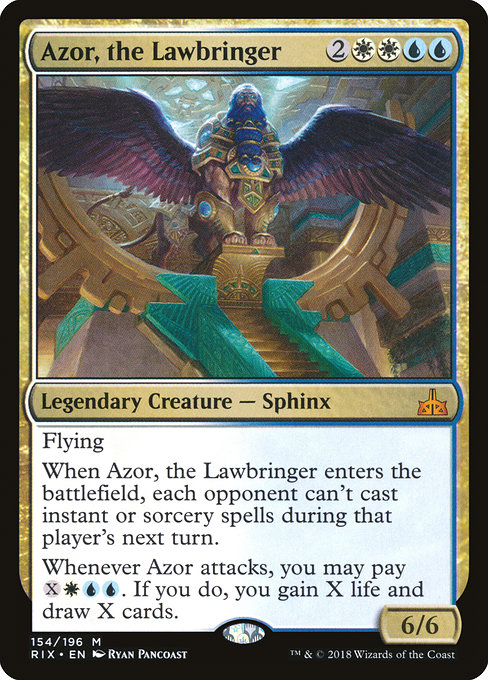 Azor, the Lawbringer 2
Legendary Creature — Sphinx
Flying
When Azor, the Lawbringer enters the
battlefield, each opponent can't cast
instant or sorcery spells during that
player's next turn.
Whenever Azor attacks, you may pay
X. If you do, you gain X life and
draw X cards.
6/6
154/196 M
RIX • EN Ryan Pancoast
™ & © 2018 Wizards of the Coast